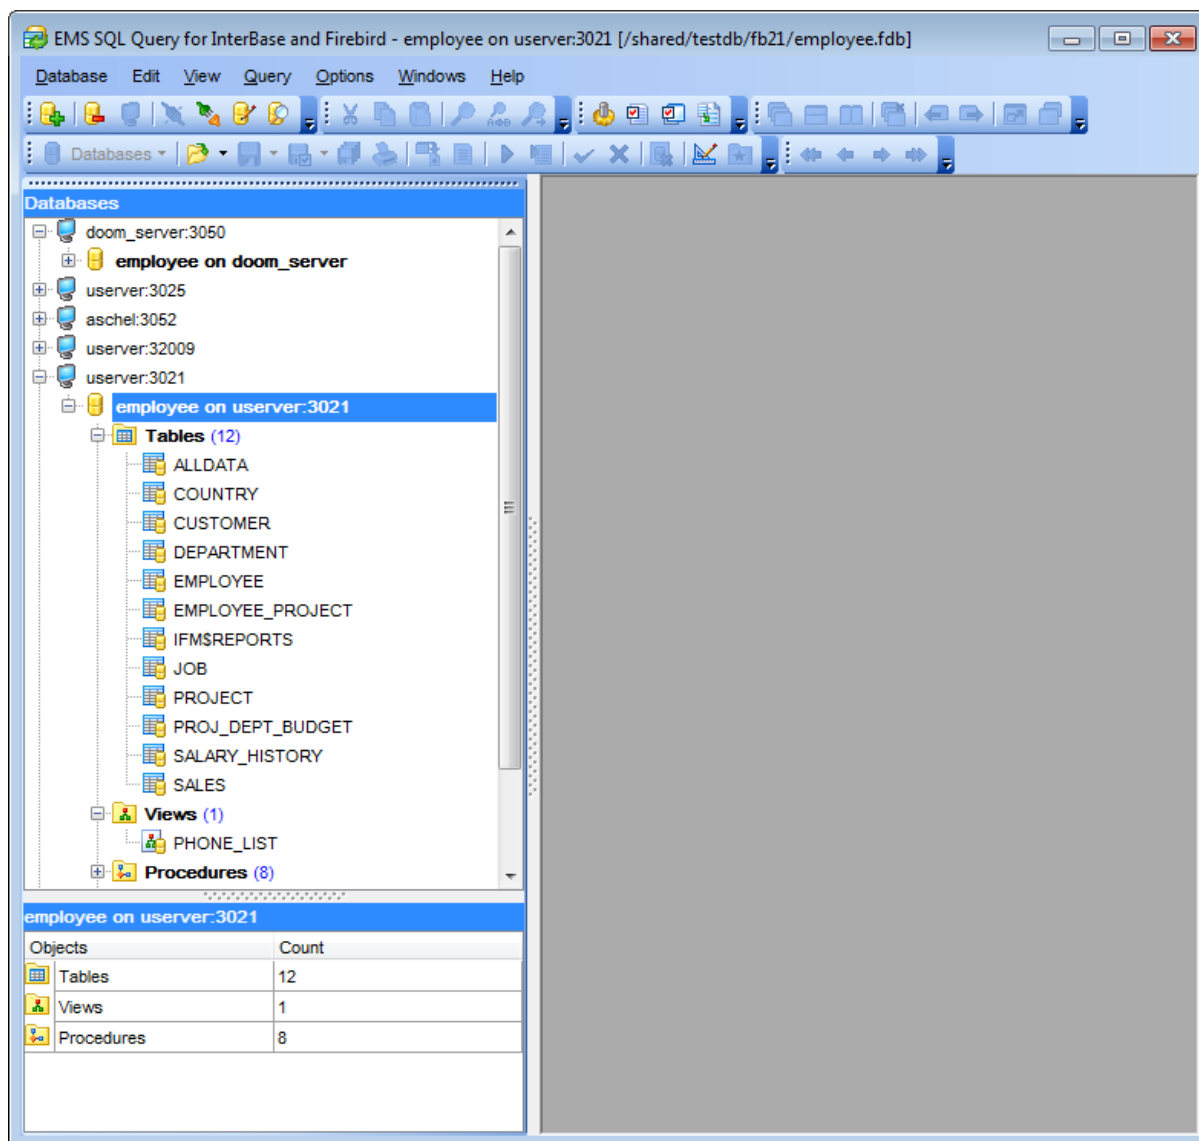 EMS SQL Query for InterBase and Firebird - employee on userver:3021 [/shared/testdb/fb21/employee.fdb]
Database Edit View Query Options Windows Help
Databases
Databases
doom_server:3050
employee on doom_server
userver:3025
aschel:3052
userver:32009
userver:3021
employee on userver:3021
Tables (12)
ALLDATA
COUNTRY
CUSTOMER
DEPARTMENT
EMPLOYEE
EMPLOYEE_PROJECT
IFM$REPORTS
JOB
PROJECT
PROJ_DEPT_BUDGET
SALARY_HISTORY
SALES
Views (1)
PHONE_LIST
Procedures (8)
employee on userver:3021
Objects Count
Tables 12
Views 1
Procedures 8